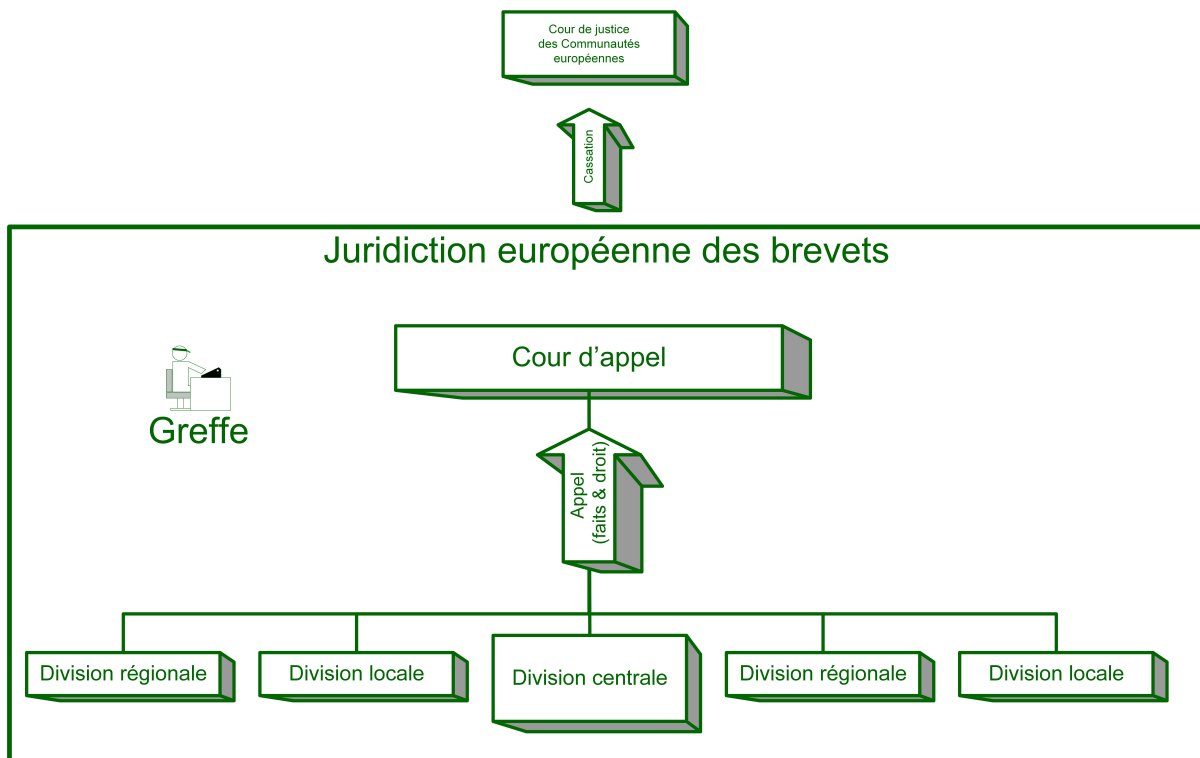 Cour de justice
des Communautés
européennes
Cassation
Juridiction européenne des brevets
Cour d’appel
Greffe
Appel
(faits & droit)
Division régionale
Division locale
Division centrale
Division régionale
Division locale